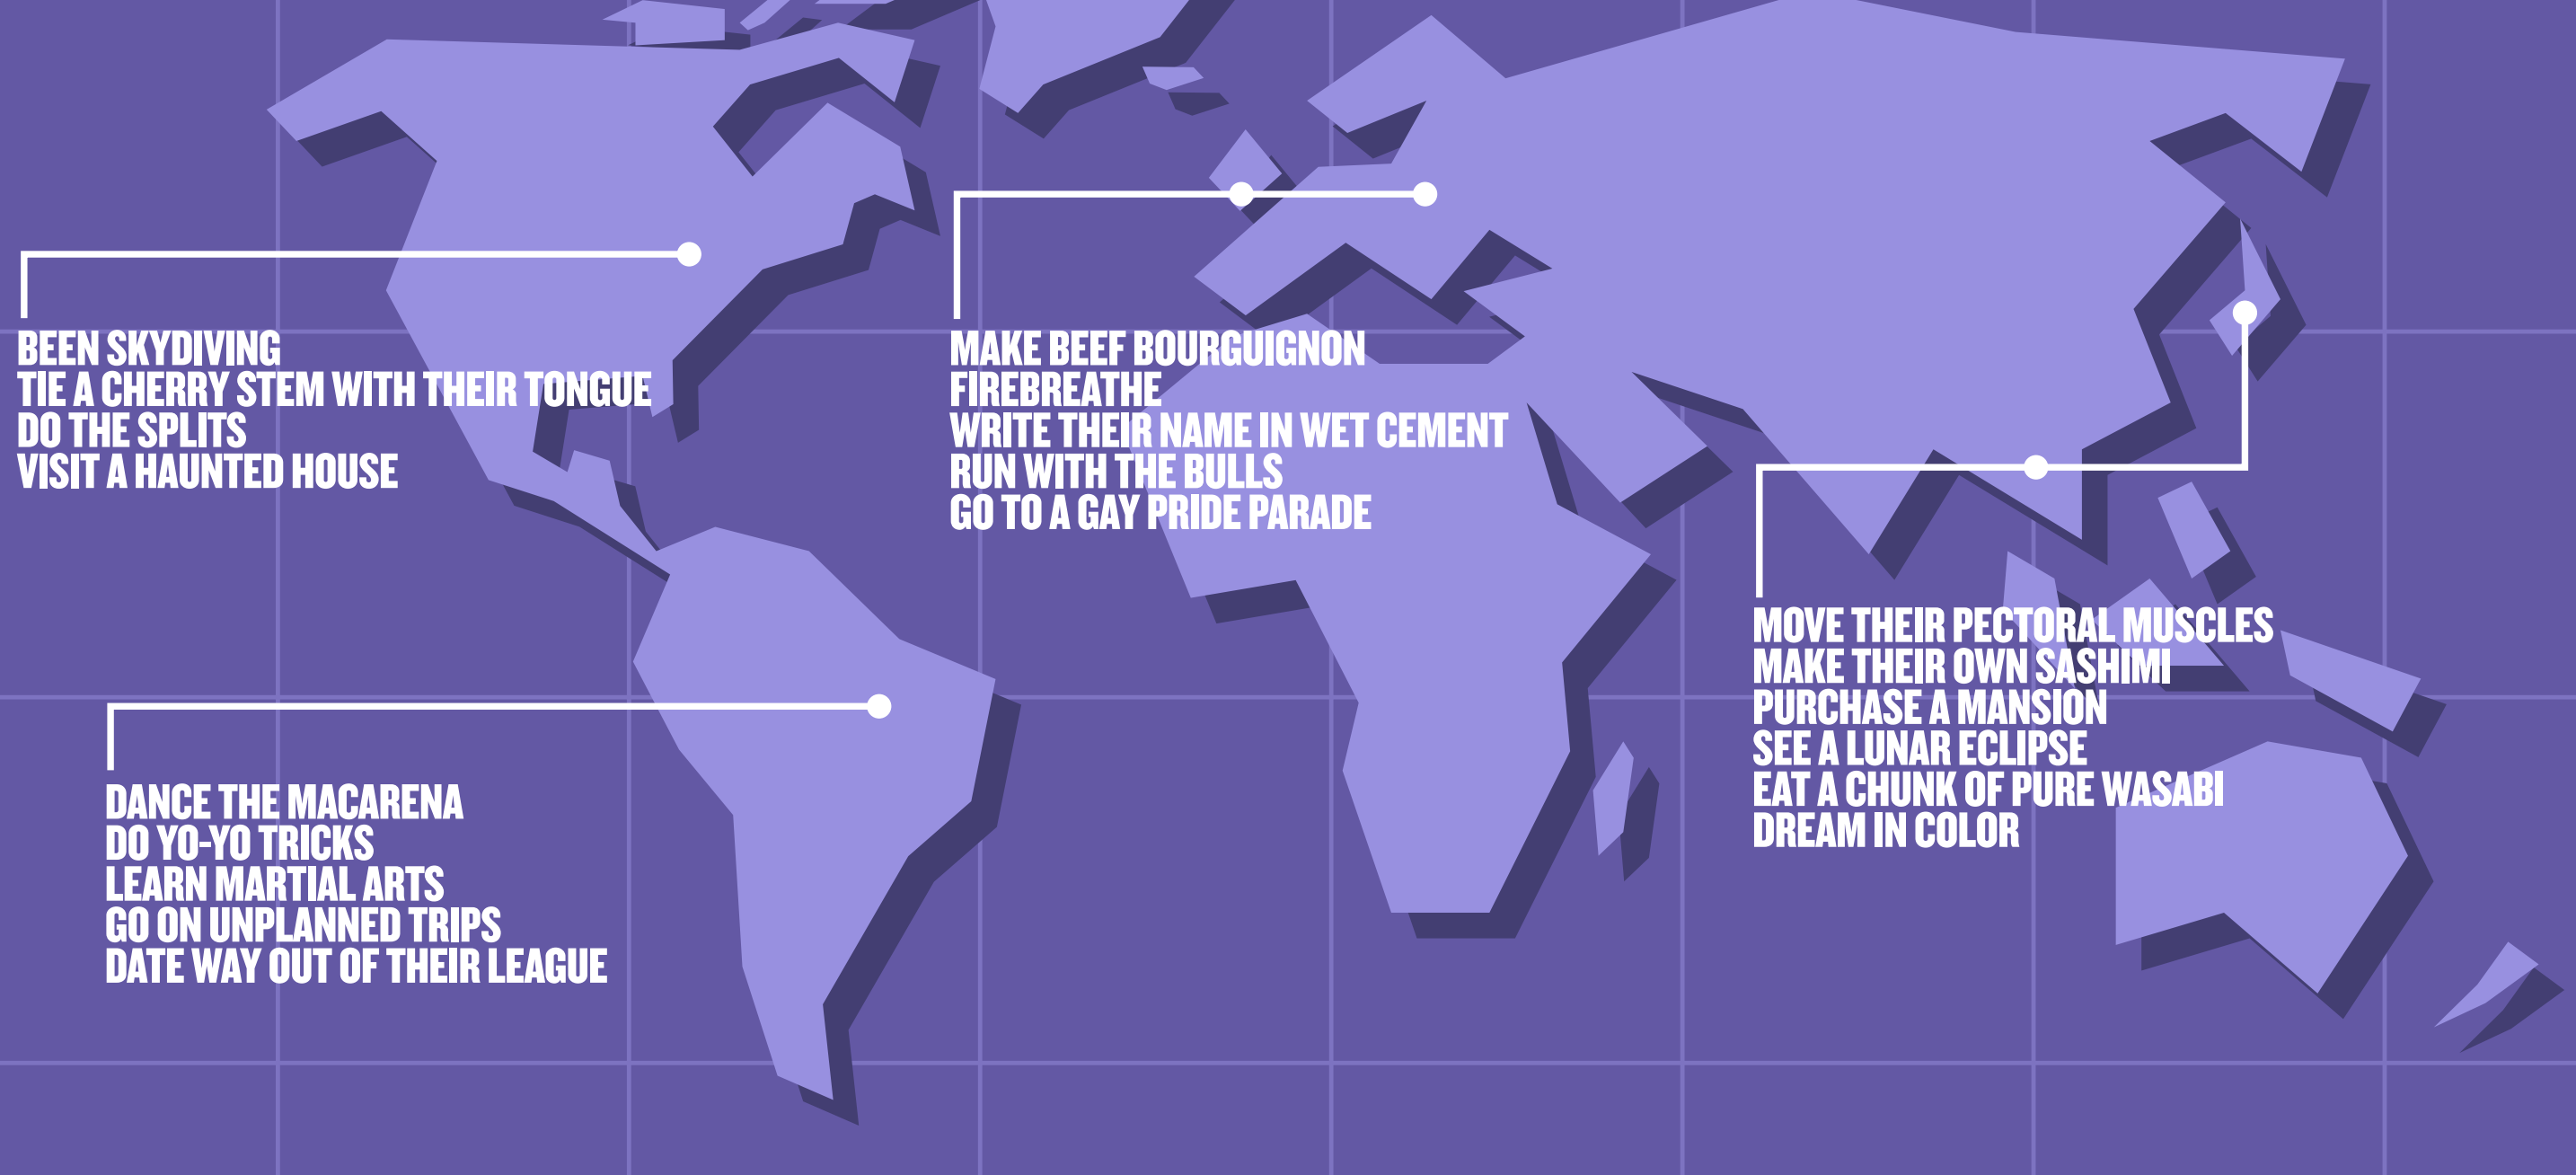 BEEN SKYDIVING
TIE A CHERRY STEM WITH THEIR TONGUE
DO THE SPLITS
VISIT A HAUNTED HOUSE
MAKE BEEF BOURGUIGNON
FIREBREATHE
WRITE THEIR NAME IN WET CEMENT
RUN WITH THE BULLS
GO TO A GAY PRIDE PARADE
MOVE THEIR PECTORAL MUSCLES
MAKE THEIR OWN SASHIMI
PURCHASE A MANSION
SEE A LUNAR ECLIPSE
EAT A CHUNK OF PURE WASABI
DREAM IN COLOR
DANCE THE MACARENA
DO YO-YO TRICKS
LEARN MARTIAL ARTS
GO ON UNPLANNED TRIPS
DATE WAY OUT OF THEIR LEAGUE